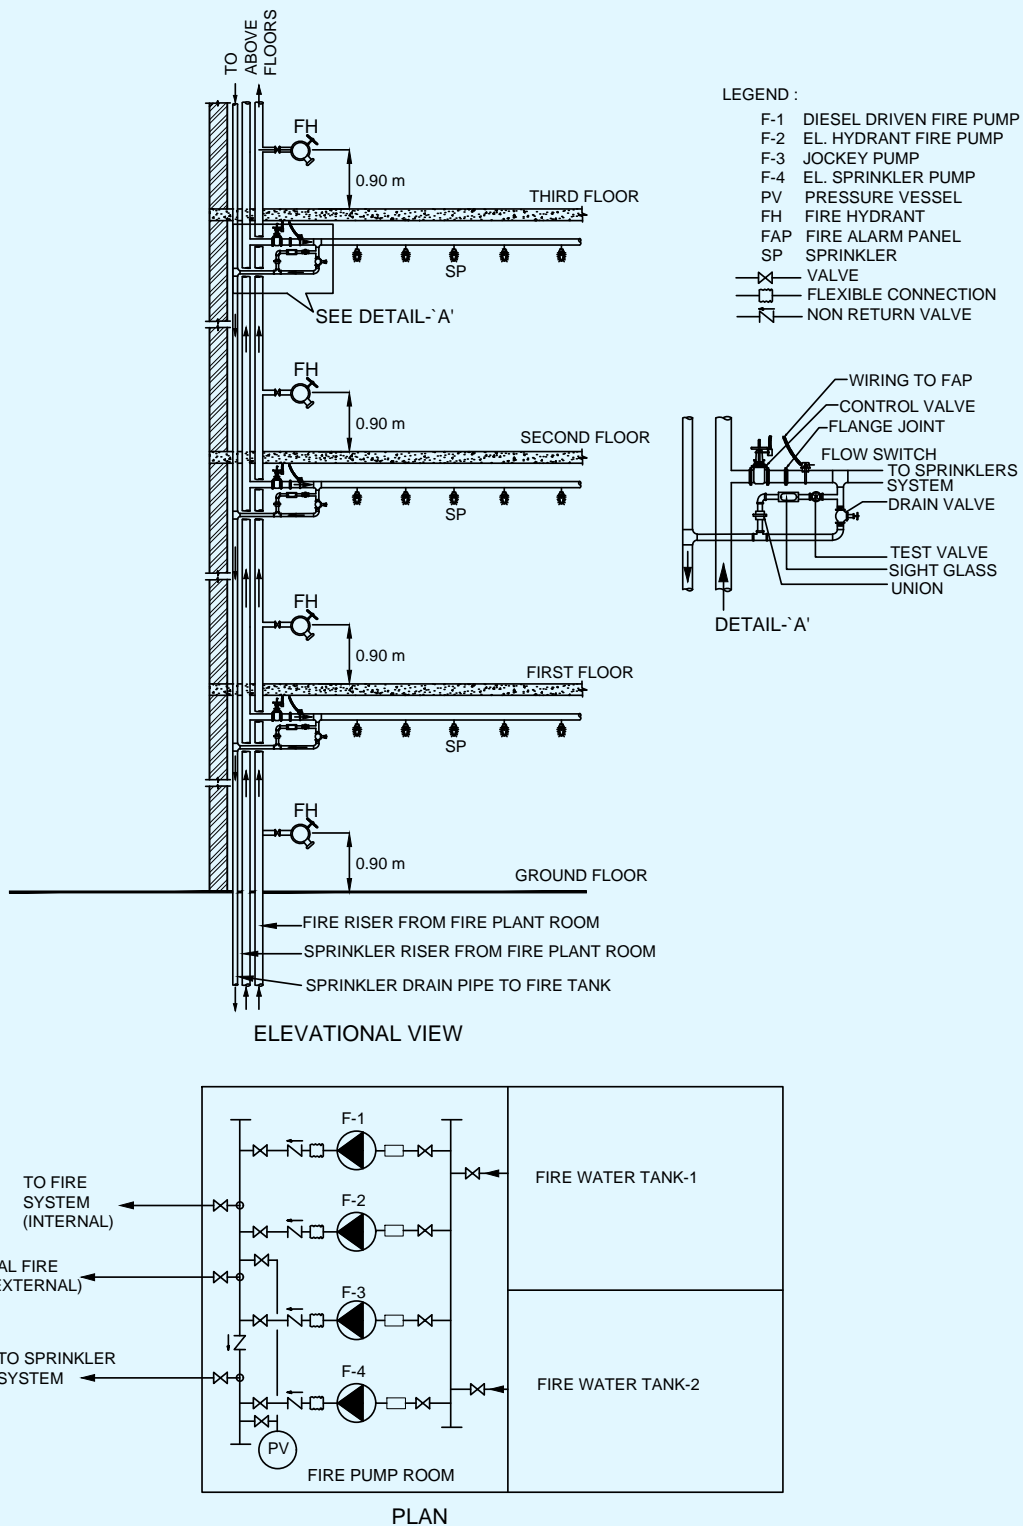 TO
ABOVE
FLOORS
FH
0.90 m
THIRD FLOOR
SP
SEE DETAIL-`A'
FH
0.90 m
SECOND FLOOR
SP
FH
0.90 m
FIRST FLOOR
SP
FH
0.90 m
GROUND FLOOR
FIRE RISER FROM FIRE PLANT ROOM
SPRINKLER RISER FROM FIRE PLANT ROOM
SPRINKLER DRAIN PIPE TO FIRE TANK
ELEVATIONAL VIEW
LEGEND :
F-1 DIESEL DRIVEN FIRE PUMP
F-2 EL. HYDRANT FIRE PUMP
F-3 JOCKEY PUMP
F-4 EL. SPRINKLER PUMP
PV PRESSURE VESSEL
FH FIRE HYDRANT
FAP FIRE ALARM PANEL
SP SPRINKLER
VALVE
FLEXIBLE CONNECTION
NON RETURN VALVE
WIRING TO FAP
CONTROL VALVE
FLANGE JOINT
FLOW SWITCH
TO SPRINKLERS
SYSTEM
DRAIN VALVE
TEST VALVE
SIGHT GLASS
UNION
DETAIL-`A'
F-1
F-2
F-3
F-4
TO FIRE
SYSTEM
(INTERNAL)
AL FIRE
EXTERNAL)
TO SPRINKLER
SYSTEM
PV
FIRE PUMP ROOM
FIRE WATER TANK-1
FIRE WATER TANK-2
PLAN